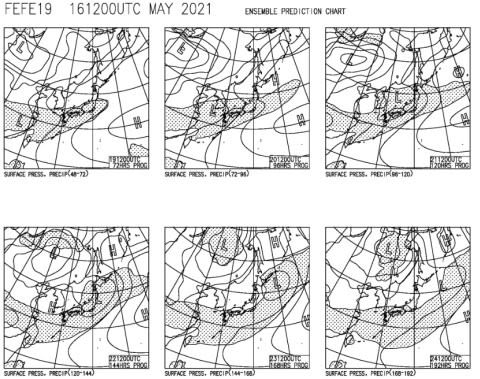 FEFE19 161200UTC MAY 2021 ENSEMBLE PREDICTION CHART
L
L
H
191200UTC
72HRS PROG
SURFACE PRESS, PRECIP(48-72)
L
H
201200UTC
96HRS PROG
SURFACE PRESS, PRECIP(72-96)
L
H
211200UTC
120HRS PROG
SURFACE PRESS, PRECIP(96-120)
H
L
H
221200UTC
144HRS PROG
SURFACE PRESS, PRECIP(120-144)
L
L
H
231200UTC
168HRS PROG
SURFACE PRESS, PRECIP(144-168)
L
H
241200UTC
192HRS PROG
SURFACE PRESS, PRECIP(168-192)